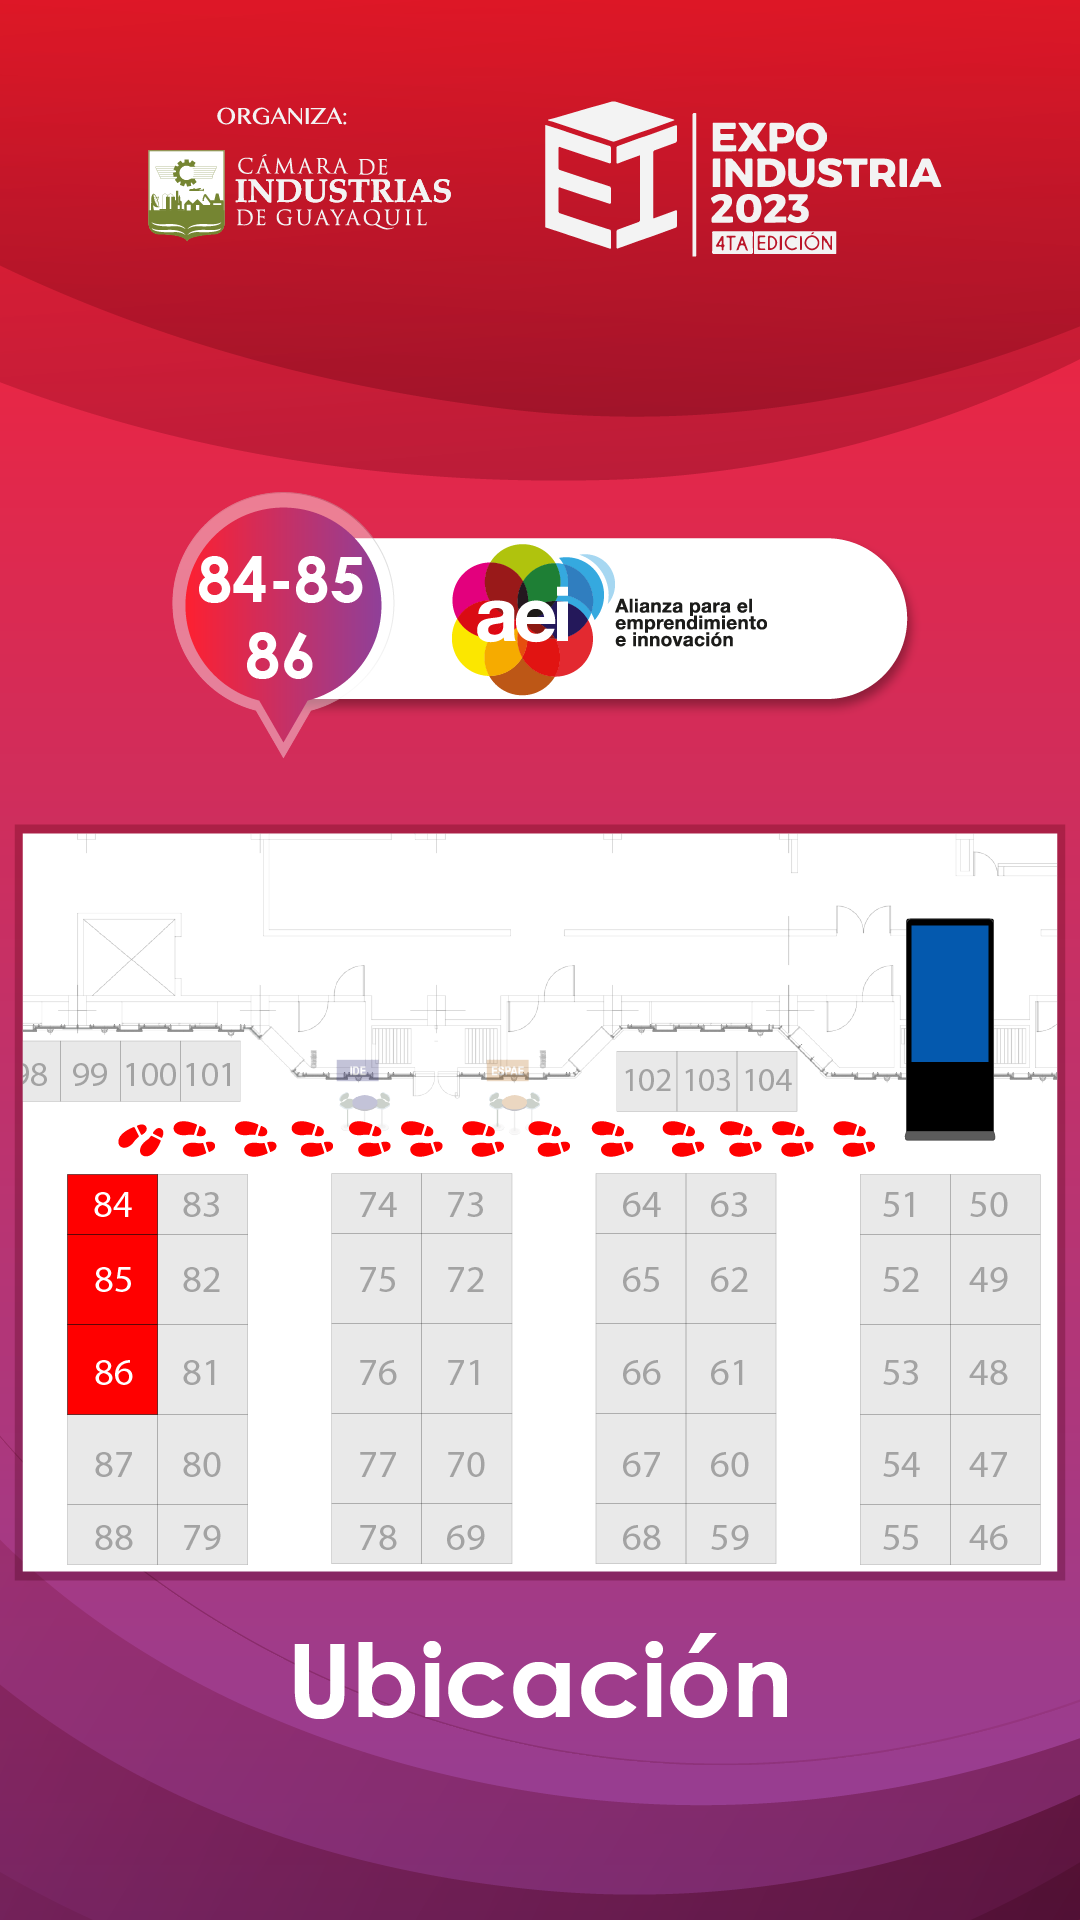 ORGANIZA:
CÁMARA DE
INDUSTRIAS
DE GUAYAQUIL
EXPO
INDUSTRIA
2023
4TA EDICIÓN
84-85
86
aei
Alianza para el
emprendimiento
e innovación
IDE
ESPAE
98 99 100 101
102 103 104
84 83 74 73 64 63 51 50
85 82 75 72 65 62 52 49
86 81 76 71 66 61 53 48
87 80 77 70 67 60 54 47
88 79 78 69 68 59 55 46
Ubicación